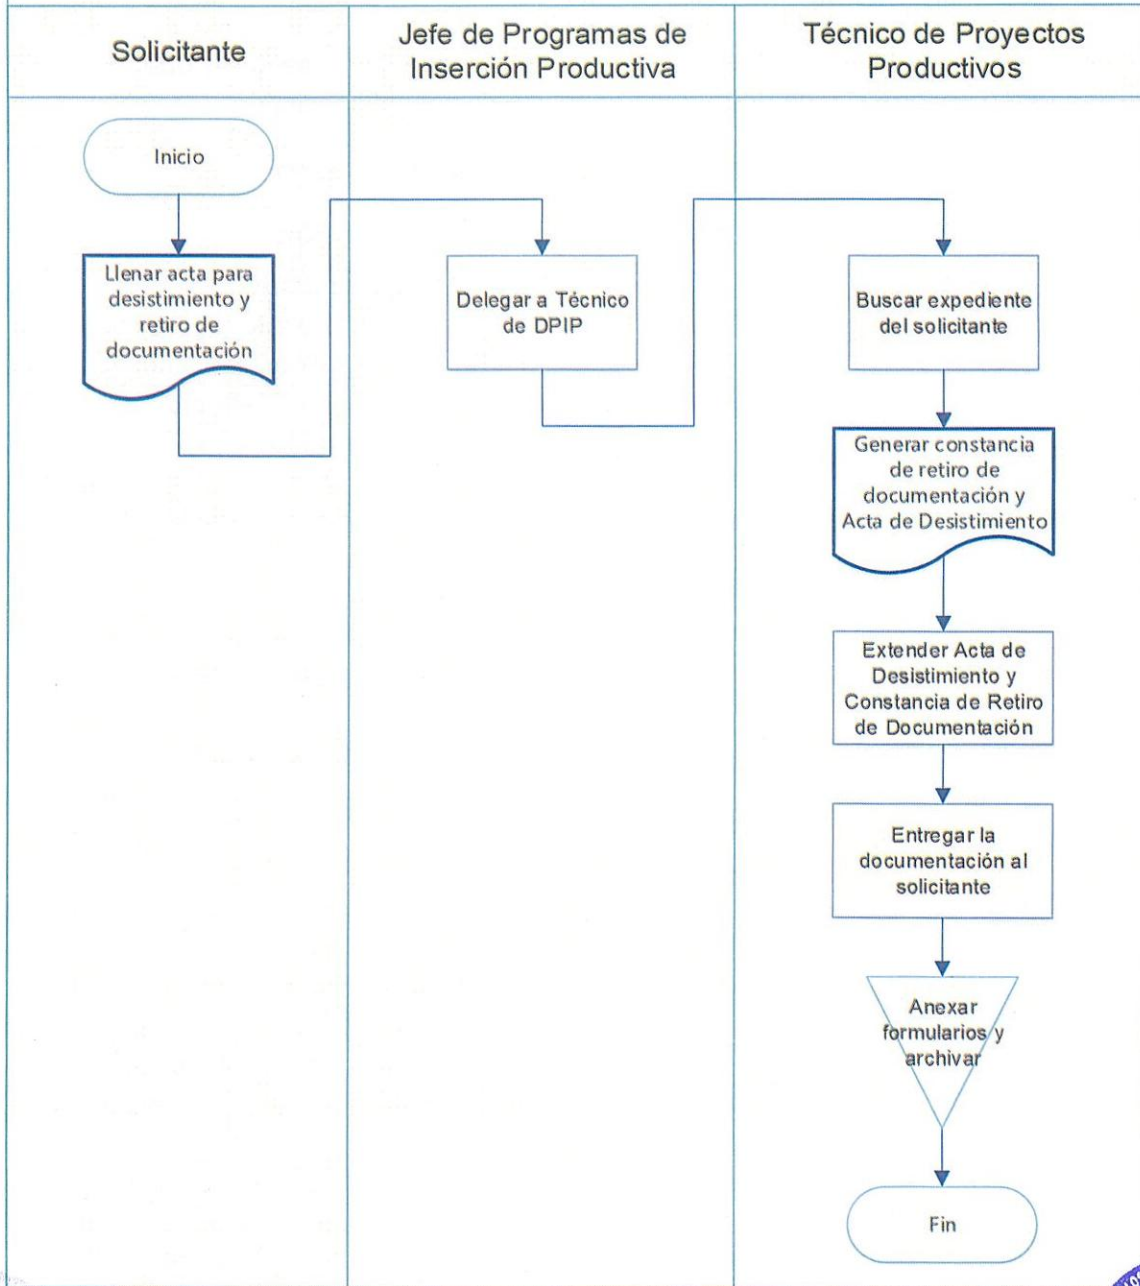 Solicitante
Jefe de Programas de
Inserción Productiva
Técnico de Proyectos
Productivos
Inicio
Llenar acta para
desistimiento y
retiro de
documentación
Delegar a Técnico
de DPIP
Buscar expediente
del solicitante
Generar constancia
de retiro de
documentación y
Acta de Desistimiento
Extender Acta de
Desistimiento y
Constancia de Retiro
de Documentación
Entregar la
documentación al
solicitante
Anexar
formularios y
archivar
Fin